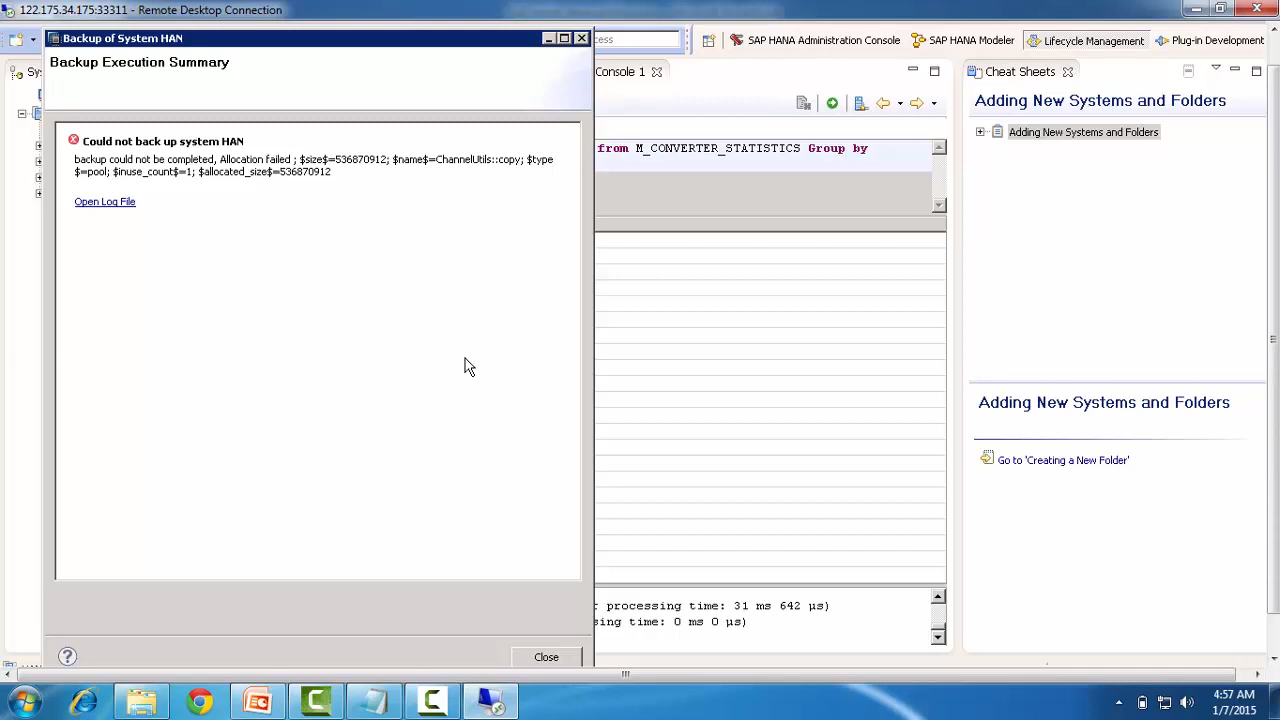 122.175.34.175:33311 - Remote Desktop Connection
Backup of System HAN
cess
SAP HANA Administration Console
SAP HANA Modeler
Lifecycle Management
Plug-in Development
Backup Execution Summary
Sy
Console 1
Cheat Sheets
Adding New Systems and Folders
Adding New Systems and Folders
Could not back up system HAN
backup could not be completed, Allocation failed ; $size$=536870912; $name$=ChannelUtils::copy; $type
$=pool; $inuse_count$=1; $allocated_size$=536870912
Open Log File
from M_CONVERTER_STATISTICS Group by
Adding New Systems and Folders
Go to 'Creating a New Folder'
r processing time: 31 ms 642 µs)
sing time: 0 ms 0 µs)
Close
4:57 AM
1/7/2015